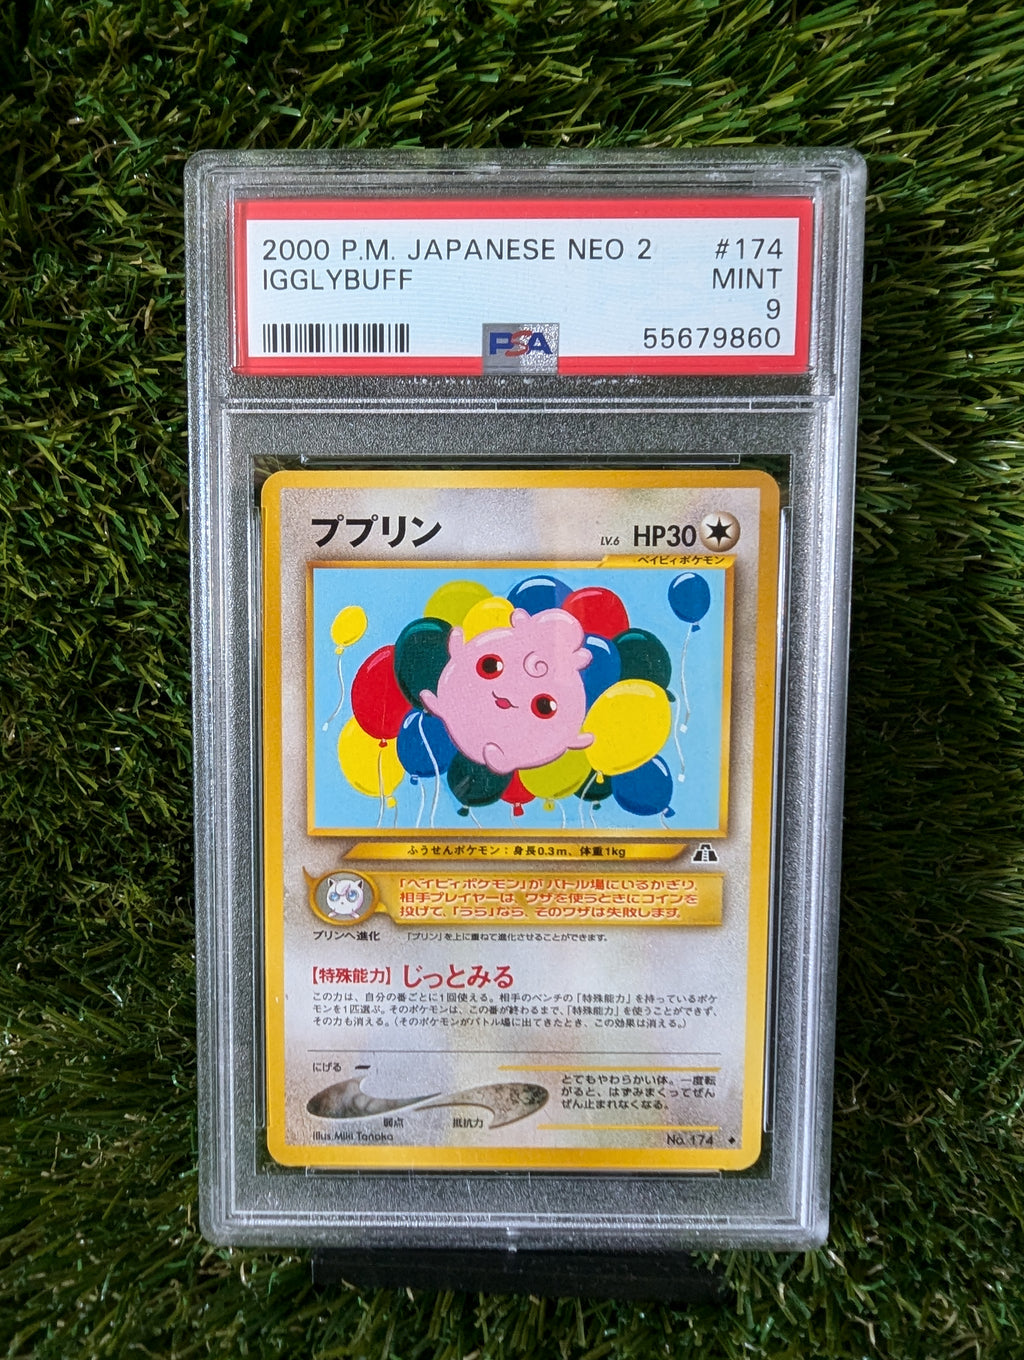 2000 P.M. JAPANESE NEO 2 #174
IGGLYBUFF MINT
9
PSA 55679860
ププリン LV.6 HP30
ベイビィポケモン
ふうせんポケモン：身長0.3m、体重1kg
「ベイビィポケモン」がバトル場にいるかぎり、
相手プレイヤーは、ワザを使うときにコインを
投げて、「うら」なら、そのワザは失敗します。
プリンへ進化 「プリン」を上に重ねて進化させることができます。
【特殊能力】じっとみる
この力は、自分の番ごとに1回使える。相手のベンチの「特殊能力」を持っているポケ
モンを1匹選ぶ。そのポケモンは、この番が終わるまで、「特殊能力」を使うことができず、
その力も消える。（そのポケモンがバトル場に出てきたとき、この効果は消える。）
にげる
とてもやわらかい体。一度転
がると、はずみまくってぜん
ぜん止まれなくなる。
弱点 抵抗力
illus.Miki Tanaka No. 174